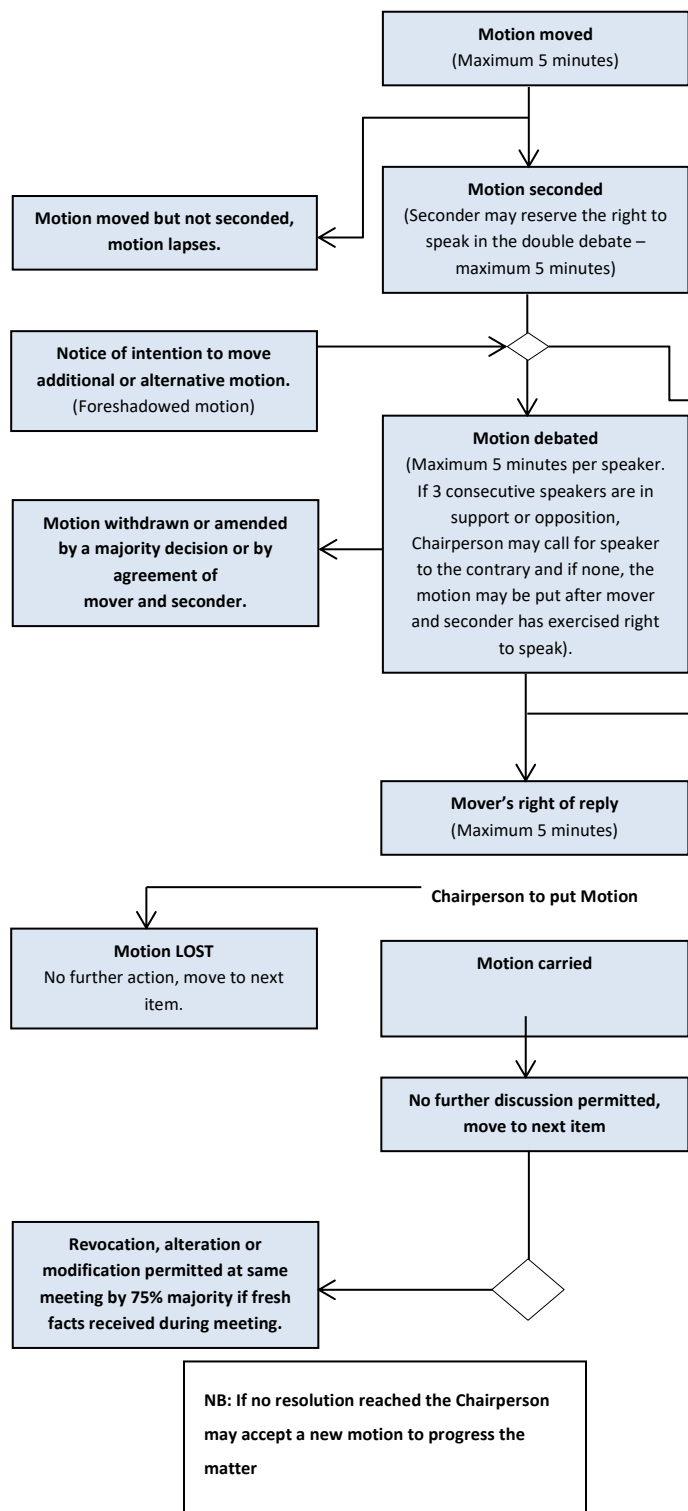 Motion moved
(Maximum 5 minutes)
Motion seconded
(Seconder may reserve the right to
speak in the double debate –
maximum 5 minutes)
Motion moved but not seconded,
motion lapses.
Notice of intention to move
additional or alternative motion.
(Foreshadowed motion)
Motion debated
(Maximum 5 minutes per speaker.
If 3 consecutive speakers are in
support or opposition,
Chairperson may call for speaker
to the contrary and if none, the
motion may be put after mover
and seconder has exercised right
to speak).
Motion withdrawn or amended
by a majority decision or by
agreement of
mover and seconder.
Mover’s right of reply
(Maximum 5 minutes)
Chairperson to put Motion
Motion LOST
No further action, move to next
item.
Motion carried
No further discussion permitted,
move to next item
Revocation, alteration or
modification permitted at same
meeting by 75% majority if fresh
facts received during meeting.
NB: If no resolution reached the Chairperson
may accept a new motion to progress the
matter